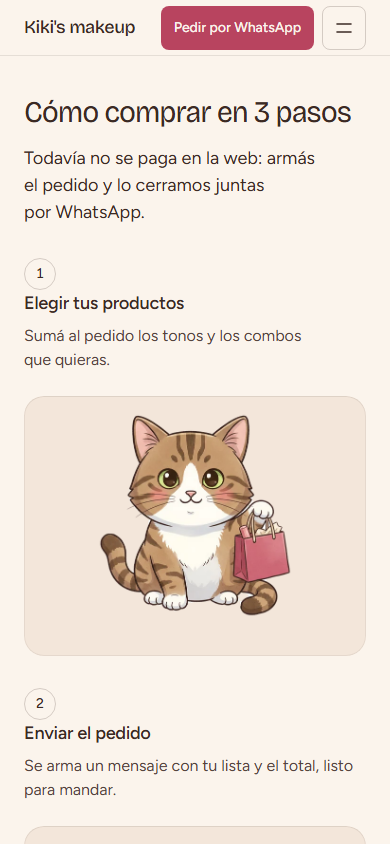 Kiki's makeup
Pedir por WhatsApp
Cómo comprar en 3 pasos
Todavía no se paga en la web: armás
el pedido y lo cerramos juntas
por WhatsApp.
1
Elegir tus productos
Sumá al pedido los tonos y los combos
que quieras.
2
Enviar el pedido
Se arma un mensaje con tu lista y el total, listo
para mandar.